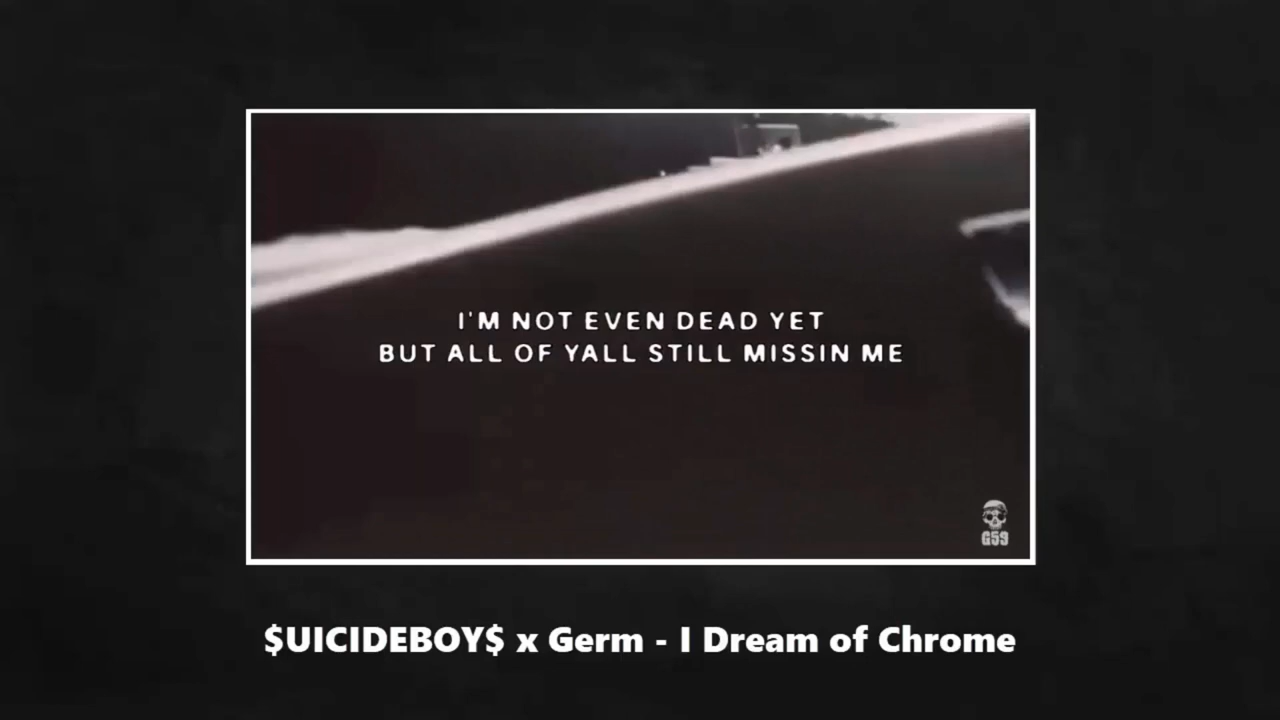 I'M NOT EVEN DEAD YET
BUT ALL OF YALL STILL MISSIN ME
G59
$UICIDEBOY$ x Germ - I Dream of Chrome